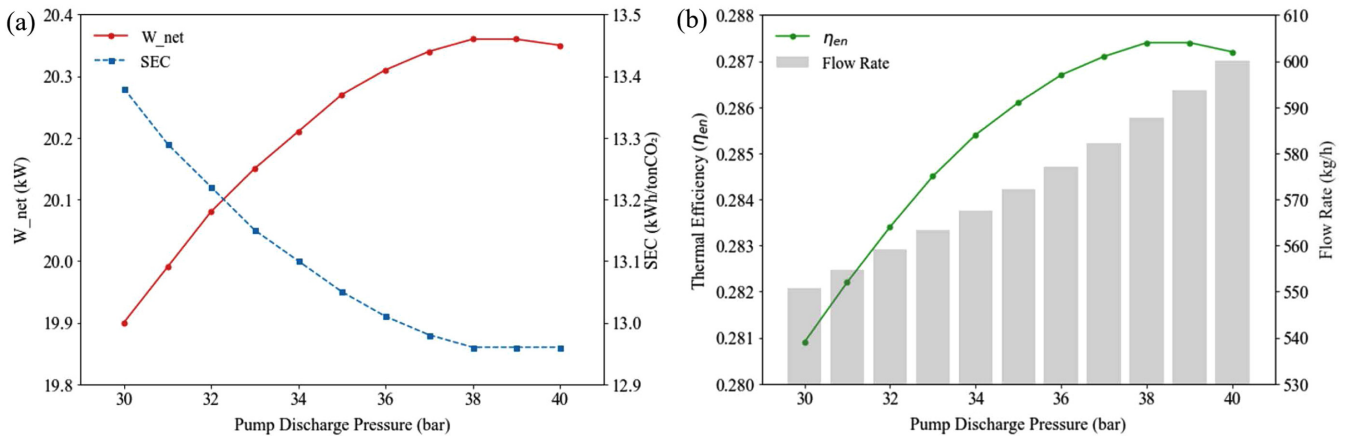 (a)
20.4
20.3
20.2
20.1
20.0
19.9
19.8
W_net (kW)
W_net
SEC
13.5
13.4
13.3
13.2
13.1
13.0
12.9
SEC (kWh/tonCO₂)
30 32 34 36 38 40
Pump Discharge Pressure (bar)
(b)
0.288
0.287
0.286
0.285
0.284
0.283
0.282
0.281
0.280
Thermal Efficiency (ηen)
ηen
Flow Rate
610
600
590
580
570
560
550
540
530
Flow Rate (kg/h)
30 32 34 36 38 40
Pump Discharge Pressure (bar)